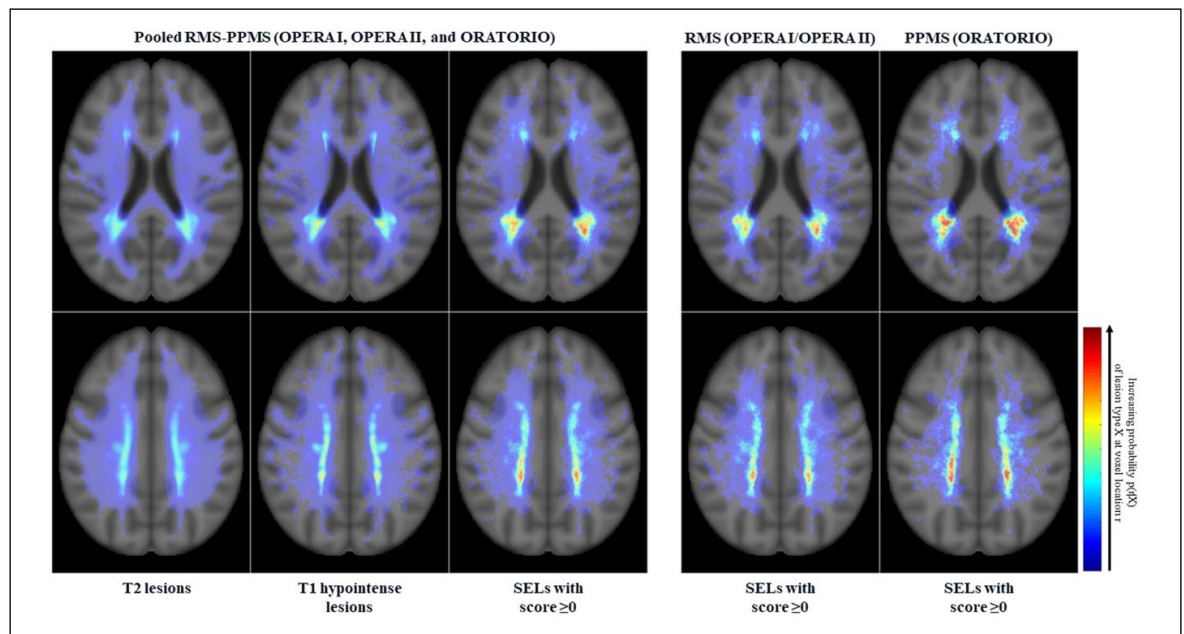 Pooled RMS-PPMS (OPERA I, OPERA II, and ORATORIO)
RMS (OPERA I/OPERA II)
PPMS (ORATORIO)
Increasing probability p(r|X)
of lesion type X at voxel location r
T2 lesions
T1 hypointense
lesions
SELs with
score ≥0
SELs with
score ≥0
SELs with
score ≥0